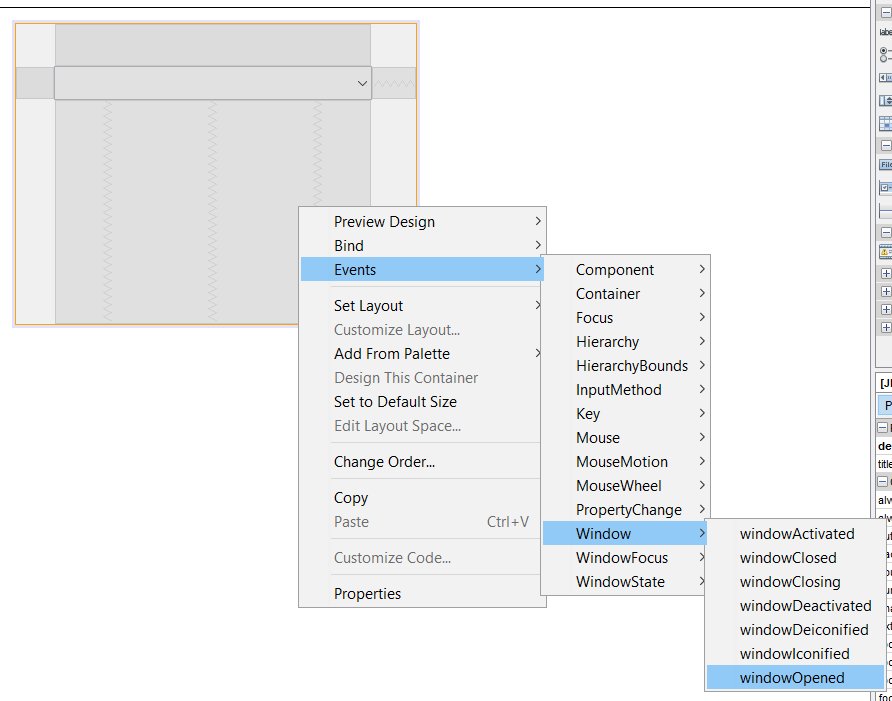 Preview Design
Bind
Events
Set Layout
Customize Layout...
Add From Palette
Design This Container
Set to Default Size
Edit Layout Space...
Change Order...
Copy
Paste Ctrl+V
Customize Code...
Properties
Component
Container
Focus
Hierarchy
HierarchyBounds
InputMethod
Key
Mouse
MouseMotion
MouseWheel
PropertyChange
Window
WindowFocus
WindowState
windowActivated
windowClosed
windowClosing
windowDeactivated
windowDeiconified
windowIconified
windowOpened
labe
File
[J
P
de
title
alw
foc